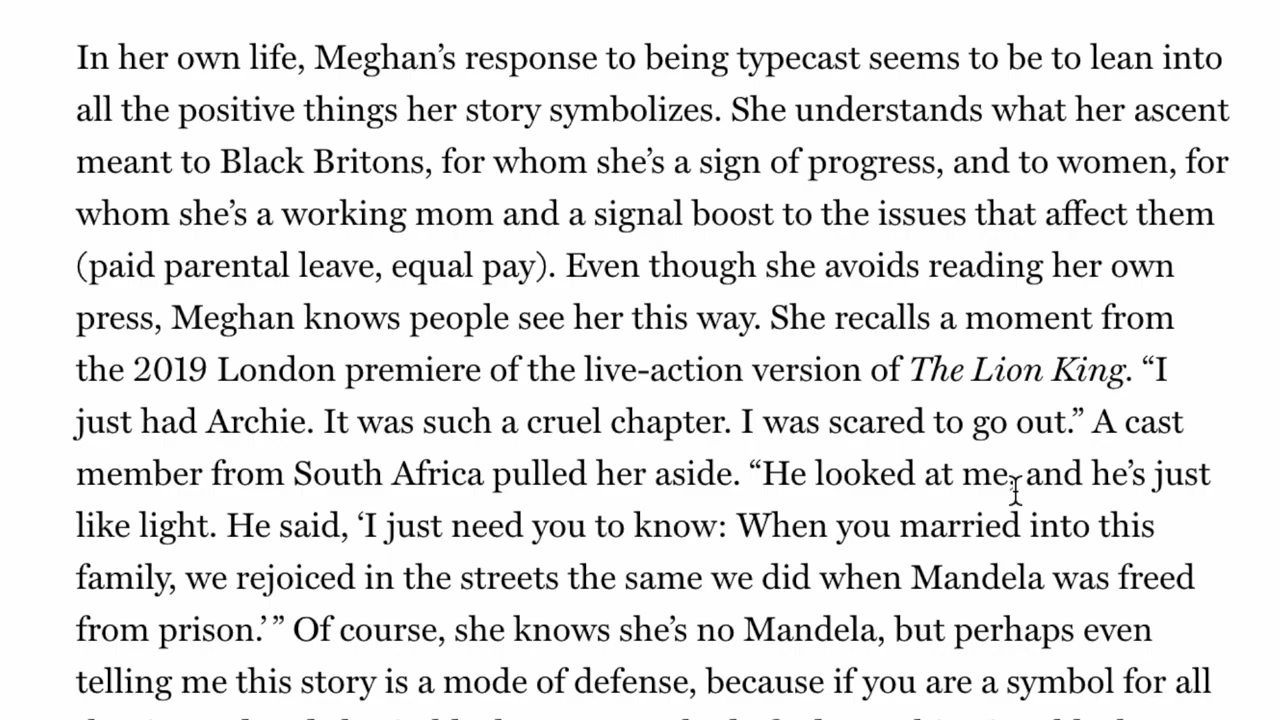 In her own life, Meghan’s response to being typecast seems to be to lean into
all the positive things her story symbolizes. She understands what her ascent
meant to Black Britons, for whom she’s a sign of progress, and to women, for
whom she’s a working mom and a signal boost to the issues that affect them
(paid parental leave, equal pay). Even though she avoids reading her own
press, Meghan knows people see her this way. She recalls a moment from
the 2019 London premiere of the live-action version of The Lion King. “I
just had Archie. It was such a cruel chapter. I was scared to go out.” A cast
member from South Africa pulled her aside. “He looked at me, and he’s just
like light. He said, ‘I just need you to know: When you married into this
family, we rejoiced in the streets the same we did when Mandela was freed
from prison.’ ” Of course, she knows she’s no Mandela, but perhaps even
telling me this story is a mode of defense, because if you are a symbol for all